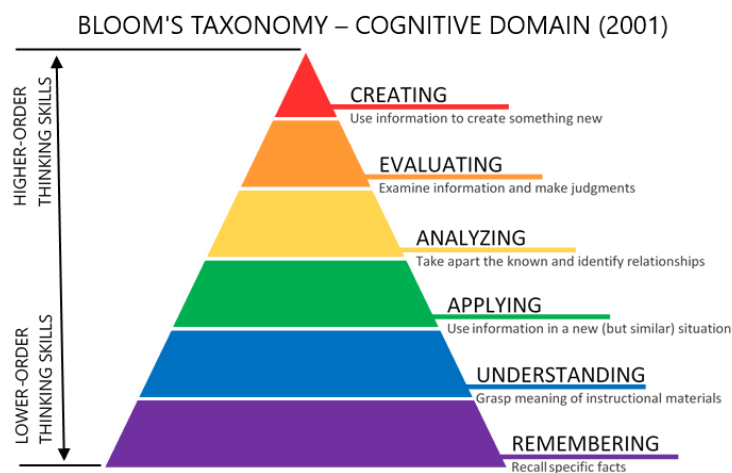 BLOOM'S TAXONOMY – COGNITIVE DOMAIN (2001)
HIGHER-ORDER
THINKING SKILLS
LOWER-ORDER
THINKING SKILLS
CREATING
Use information to create something new
EVALUATING
Examine information and make judgments
ANALYZING
Take apart the known and identify relationships
APPLYING
Use information in a new (but similar) situation
UNDERSTANDING
Grasp meaning of instructional materials
REMEMBERING
Recall specific facts